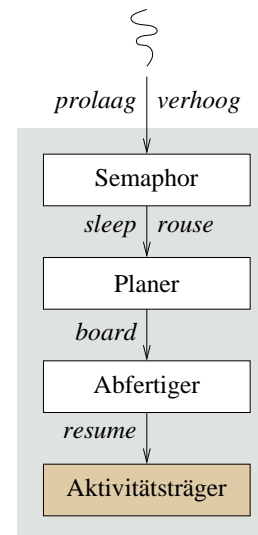 prolaag verhoog
Semaphor
sleep rouse
Planer
board
Abfertiger
resume
Aktivitätsträger